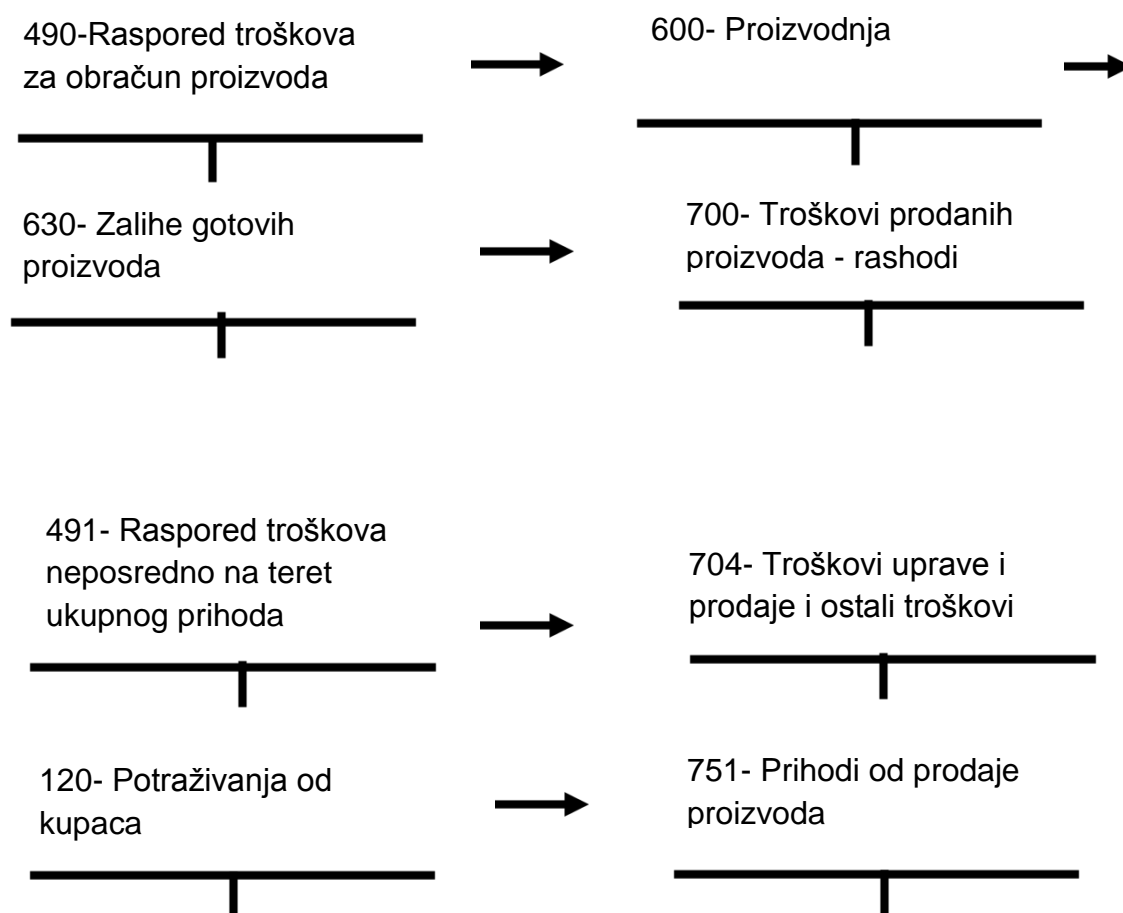 490-Raspored troškova
za obračun proizvoda
600- Proizvodnja
630- Zalihe gotovih
proizvoda
700- Troškovi prodanih
proizvoda - rashodi
491- Raspored troškova
neposredno na teret
ukupnog prihoda
704- Troškovi uprave i
prodaje i ostali troškovi
120- Potraživanja od
kupaca
751- Prihodi od prodaje
proizvoda